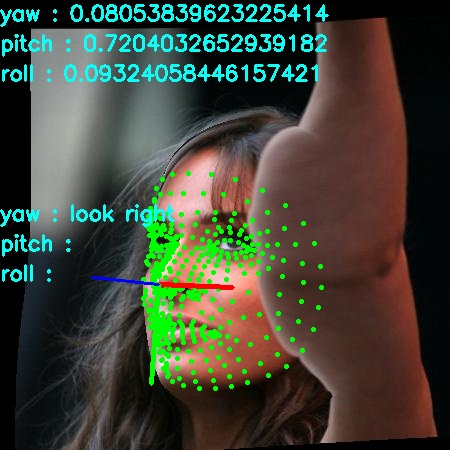 yaw : 0.08053839623225414
pitch : 0.7204032652939182
roll : 0.09324058446157421
yaw : look right
pitch :
roll :